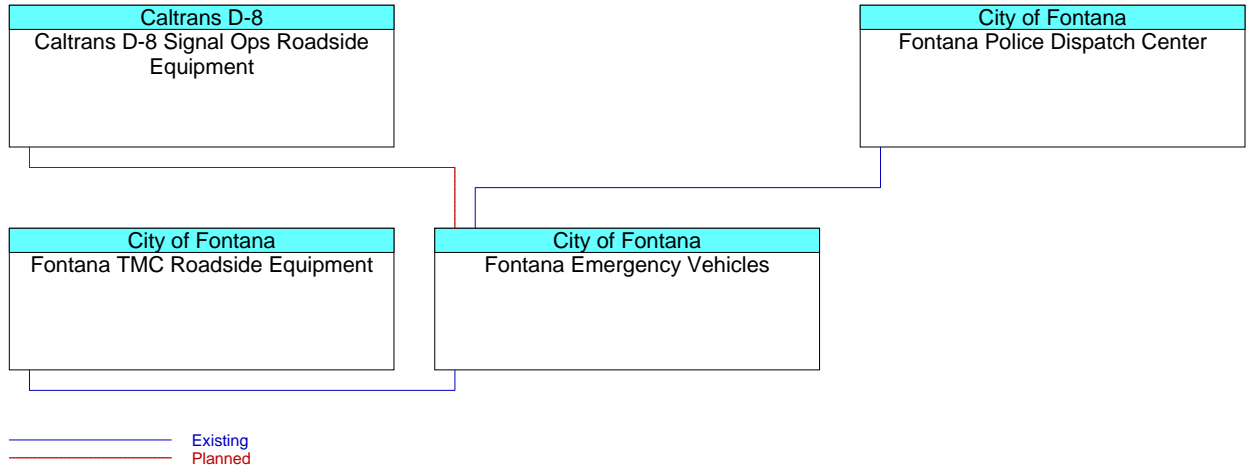 Caltrans D-8
Caltrans D-8 Signal Ops Roadside
Equipment
City of Fontana
Fontana Police Dispatch Center
City of Fontana
Fontana TMC Roadside Equipment
City of Fontana
Fontana Emergency Vehicles
Existing
Planned